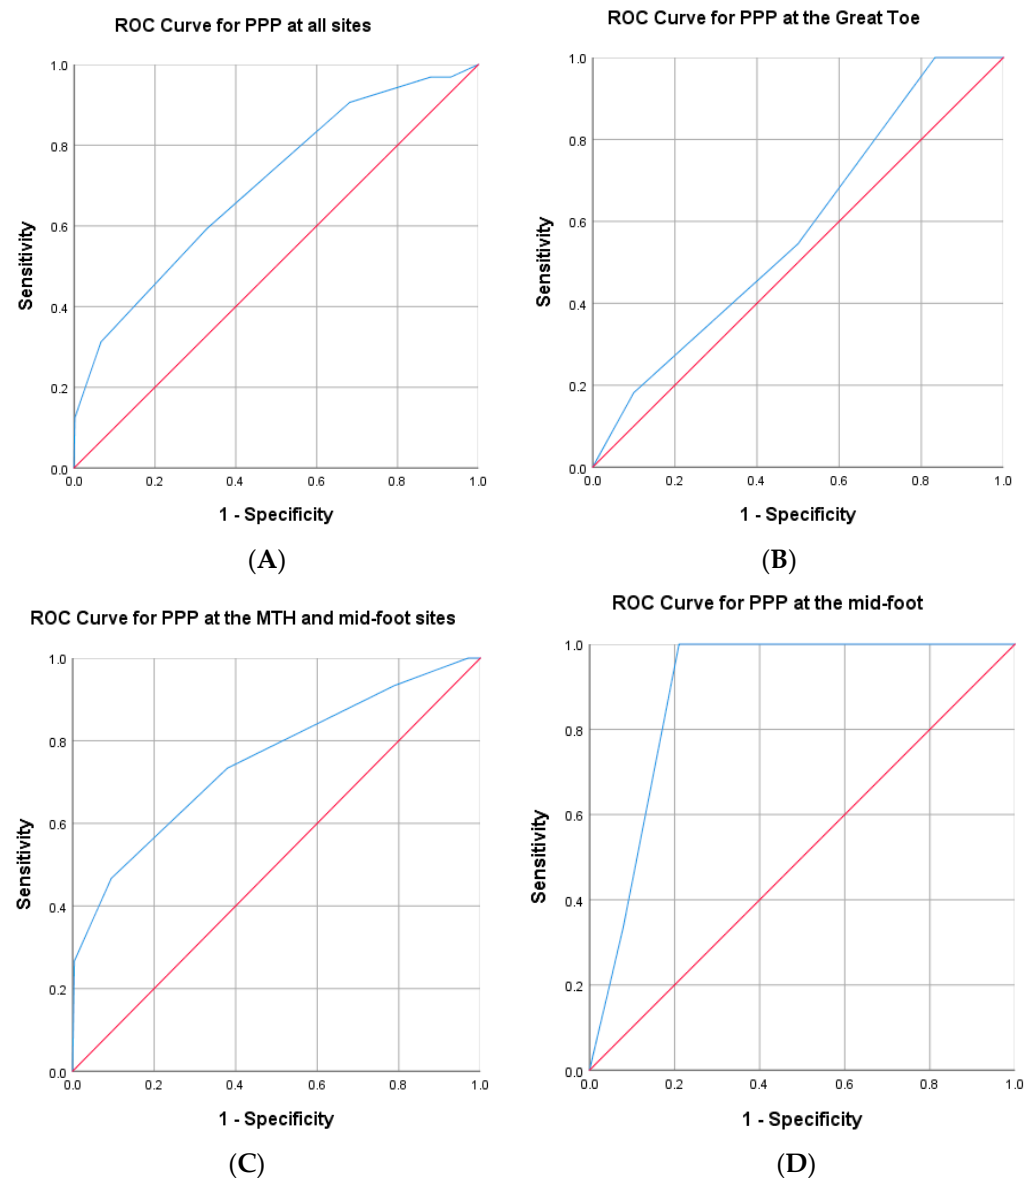 ROC Curve for PPP at all sites
1.0
0.8
0.6
0.4
0.2
0.0
Sensitivity
0.0 0.2 0.4 0.6 0.8 1.0
1 - Specificity
(A)
ROC Curve for PPP at the Great Toe
1.0
0.8
0.6
0.4
0.2
0.0
Sensitivity
0.0 0.2 0.4 0.6 0.8 1.0
1 - Specificity
(B)
ROC Curve for PPP at the MTH and mid-foot sites
1.0
0.8
0.6
0.4
0.2
0.0
Sensitivity
0.0 0.2 0.4 0.6 0.8 1.0
1 - Specificity
(C)
ROC Curve for PPP at the mid-foot
1.0
0.8
0.6
0.4
0.2
0.0
Sensitivity
0.0 0.2 0.4 0.6 0.8 1.0
1 - Specificity
(D)